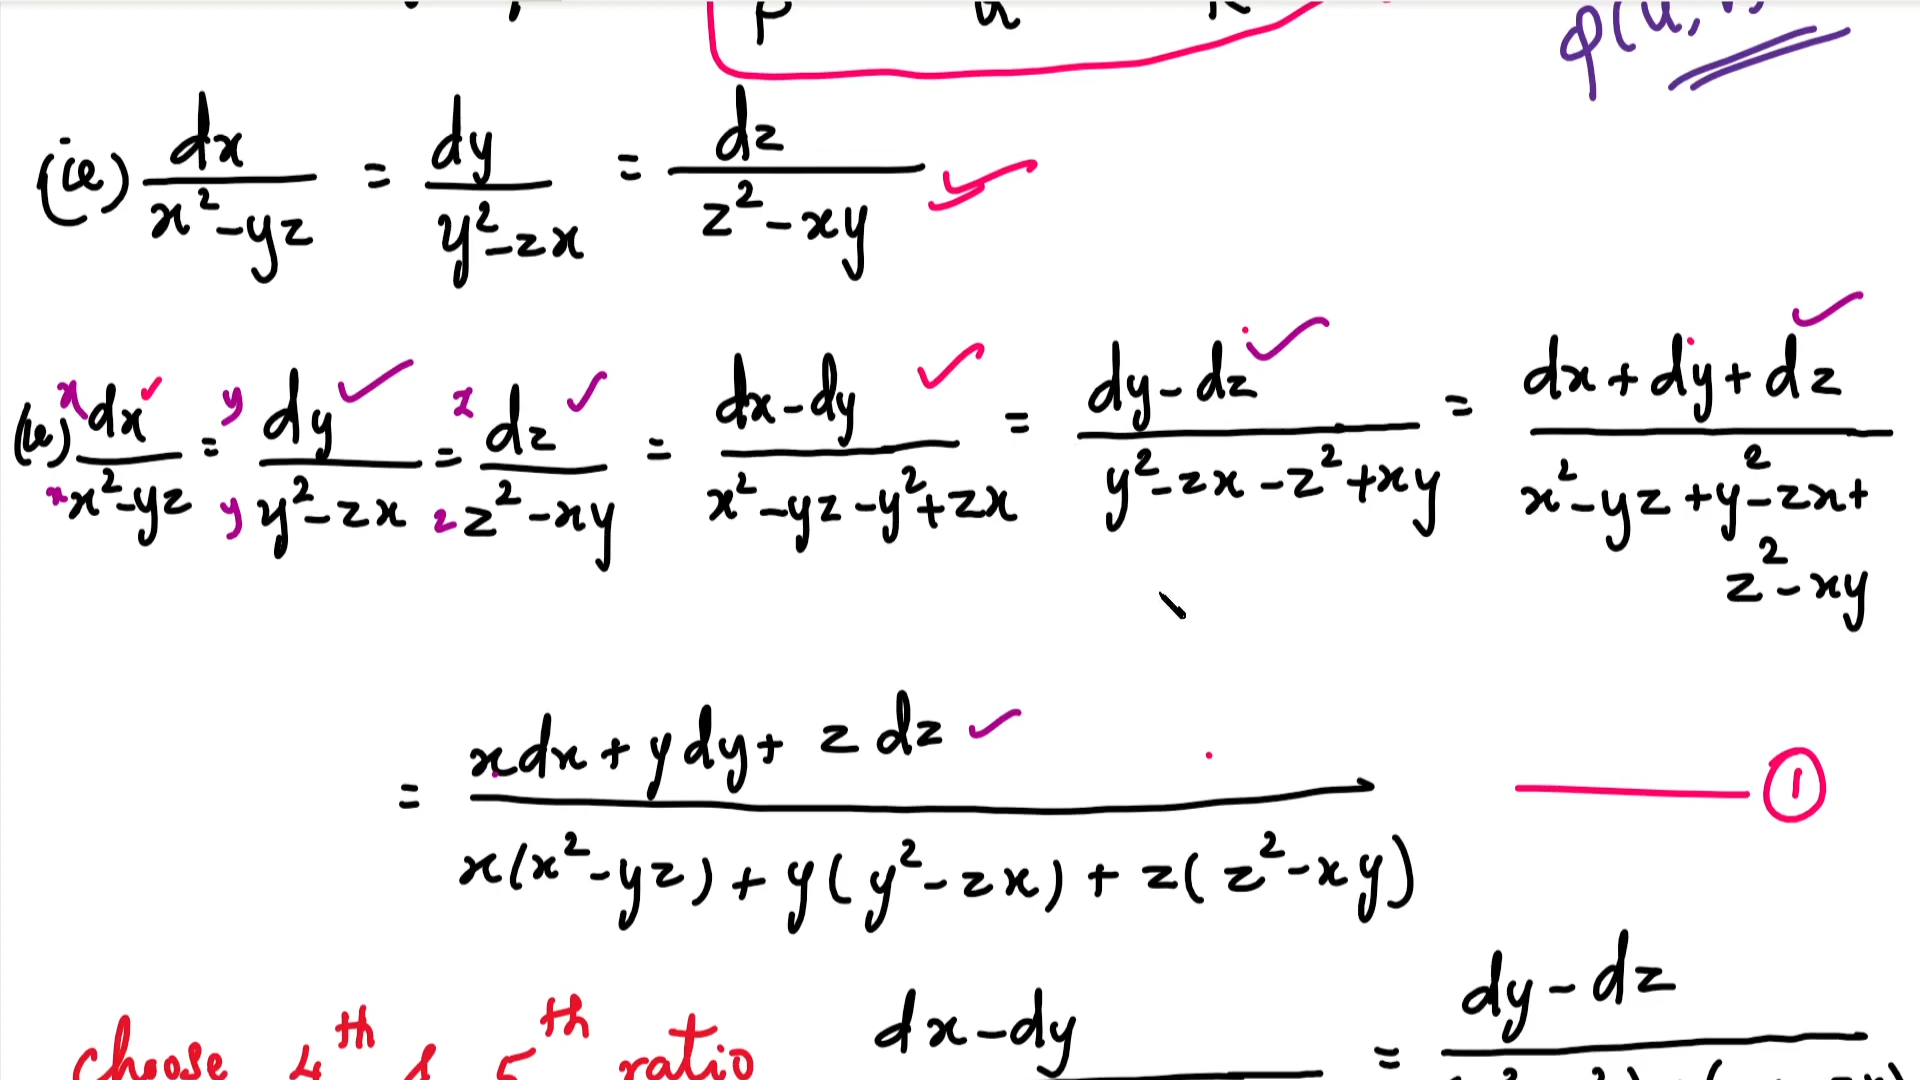 φ(u, v)
(ie) dx/(x²-yz) = dy/(y²-zx) = dz/(z²-xy)
(ie) x dx/(x x²-yz) = y dy/(y y²-zx) = z dz/(z z²-xy) = (dx-dy)/(x²-yz-y²+zx) = (dy-dz)/(y²-zx-z²+xy) = (dx+dy+dz)/(x²-yz+y²-zx+z²-xy)
= (xdx+ydy+zdz)/(x(x²-yz)+y(y²-zx)+z(z²-xy)) —— ①
choose 4th & 5th ratio dx-dy = dy-dz